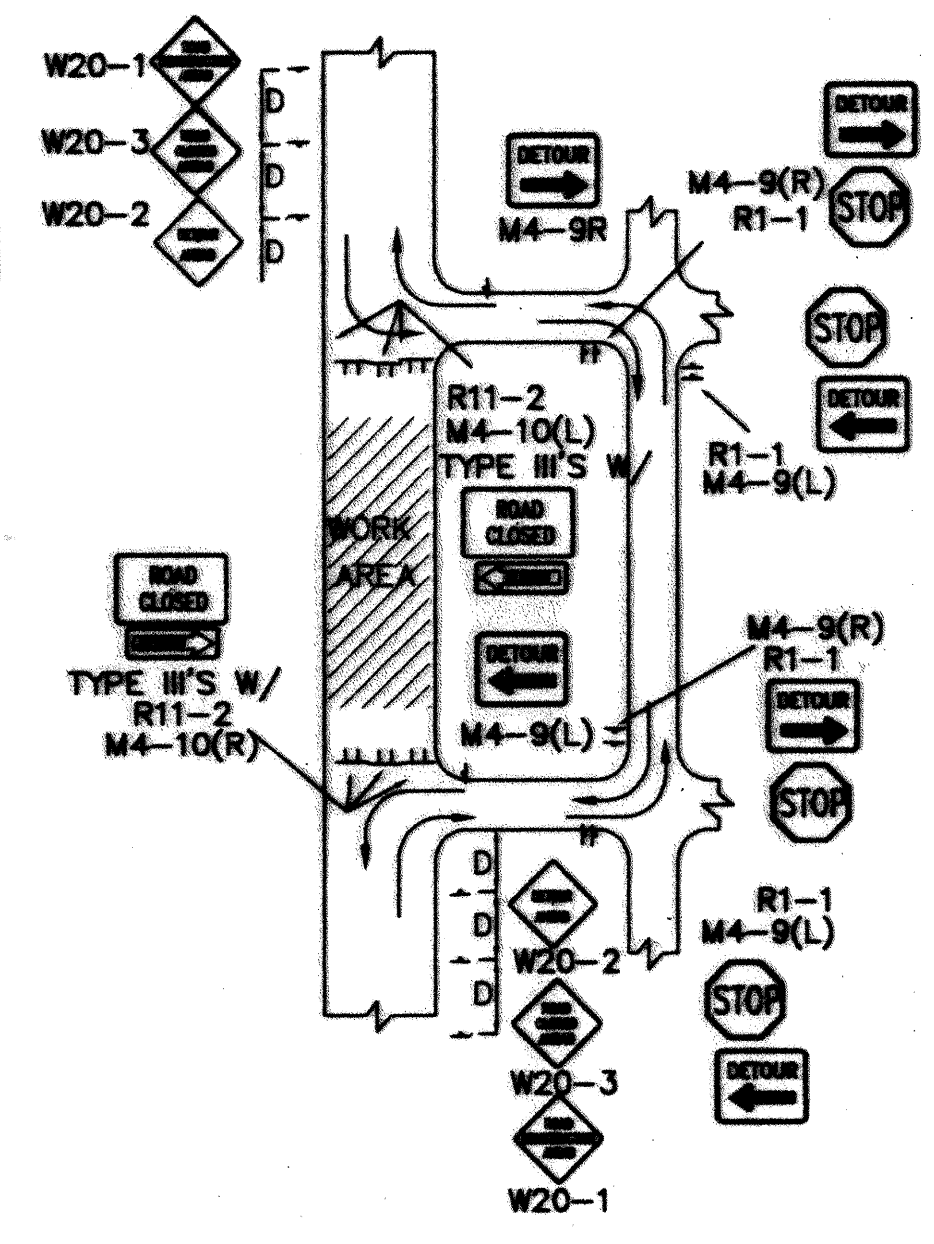 W20-1
W20-3
W20-2
D
D
D
DETOUR
M4-9R
DETOUR
M4-9(R)
R1-1
STOP
STOP
DETOUR
R1-1
M4-9(L)
R11-2
M4-10(L)
TYPE III'S W/
ROAD
CLOSED
WORK
AREA
DETOUR
M4-9(L)
ROAD
CLOSED
TYPE III'S W/
R11-2
M4-10(R)
M4-9(R)
R1-1
DETOUR
STOP
D
D
D
W20-2
W20-3
W20-1
R1-1
M4-9(L)
STOP
DETOUR